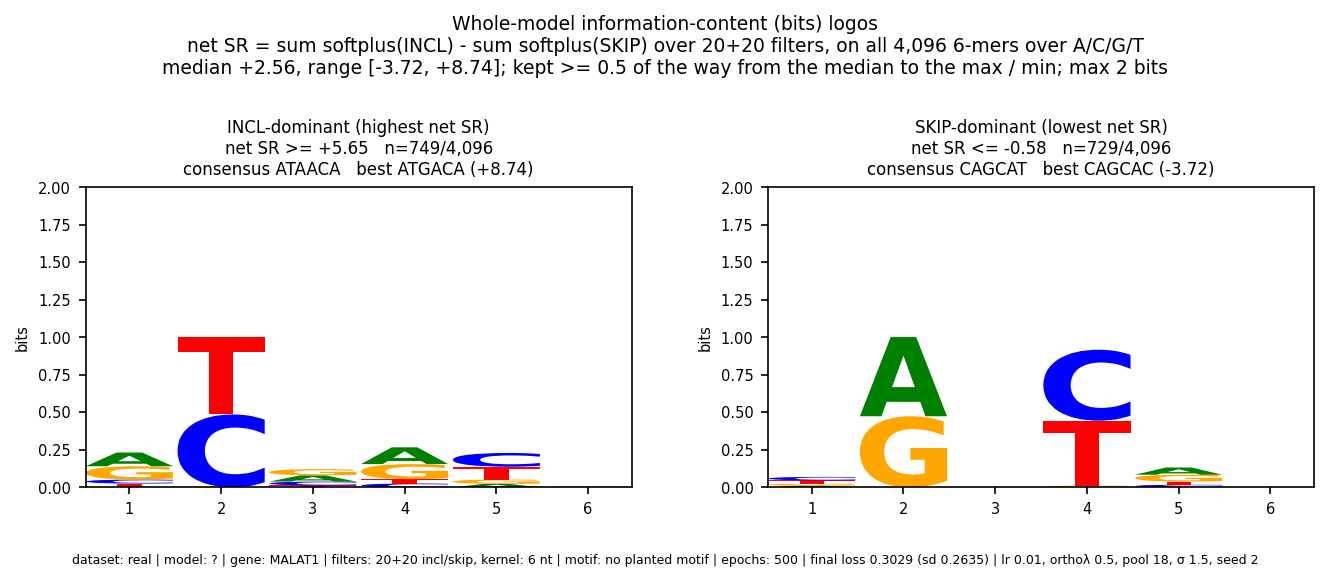 Whole-model information-content (bits) logos
net SR = sum softplus(INCL) - sum softplus(SKIP) over 20+20 filters, on all 4,096 6-mers over A/C/G/T
median +2.56, range [-3.72, +8.74]; kept >= 0.5 of the way from the median to the max / min; max 2 bits
INCL-dominant (highest net SR)
net SR >= +5.65   n=749/4,096
consensus ATAACA   best ATGACA (+8.74)
2.00
1.75
1.50
1.25
1.00
0.75
0.50
0.25
0.00
bits
A G C T
T C
G A C
A G T C
C T G A
1 2 3 4 5 6
SKIP-dominant (lowest net SR)
net SR <= -0.58   n=729/4,096
consensus CAGCAT   best CAGCAC (-3.72)
2.00
1.75
1.50
1.25
1.00
0.75
0.50
0.25
0.00
bits
A G
C T
A G T
1 2 3 4 5 6
dataset: real | model: ? | gene: MALAT1 | filters: 20+20 incl/skip, kernel: 6 nt | motif: no planted motif | epochs: 500 | final loss 0.3029 (sd 0.2635) | lr 0.01, orthoλ 0.5, pool 18, σ 1.5, seed 2